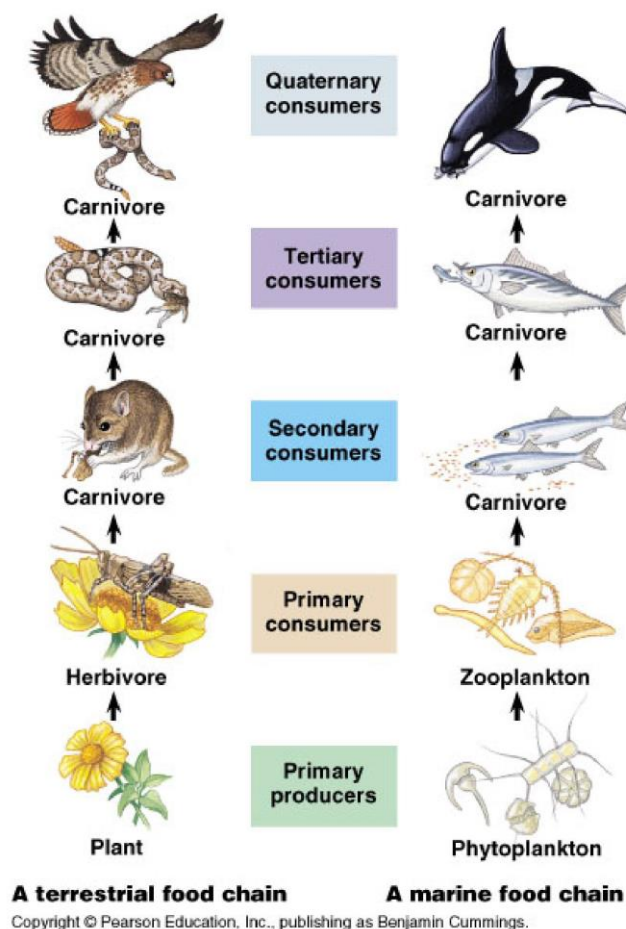 Quaternary
consumers
Carnivore
Carnivore
Tertiary
consumers
Carnivore
Carnivore
Secondary
consumers
Carnivore
Carnivore
Primary
consumers
Herbivore
Zooplankton
Primary
producers
Plant
Phytoplankton
A terrestrial food chain
A marine food chain
Copyright © Pearson Education, Inc., publishing as Benjamin Cummings.